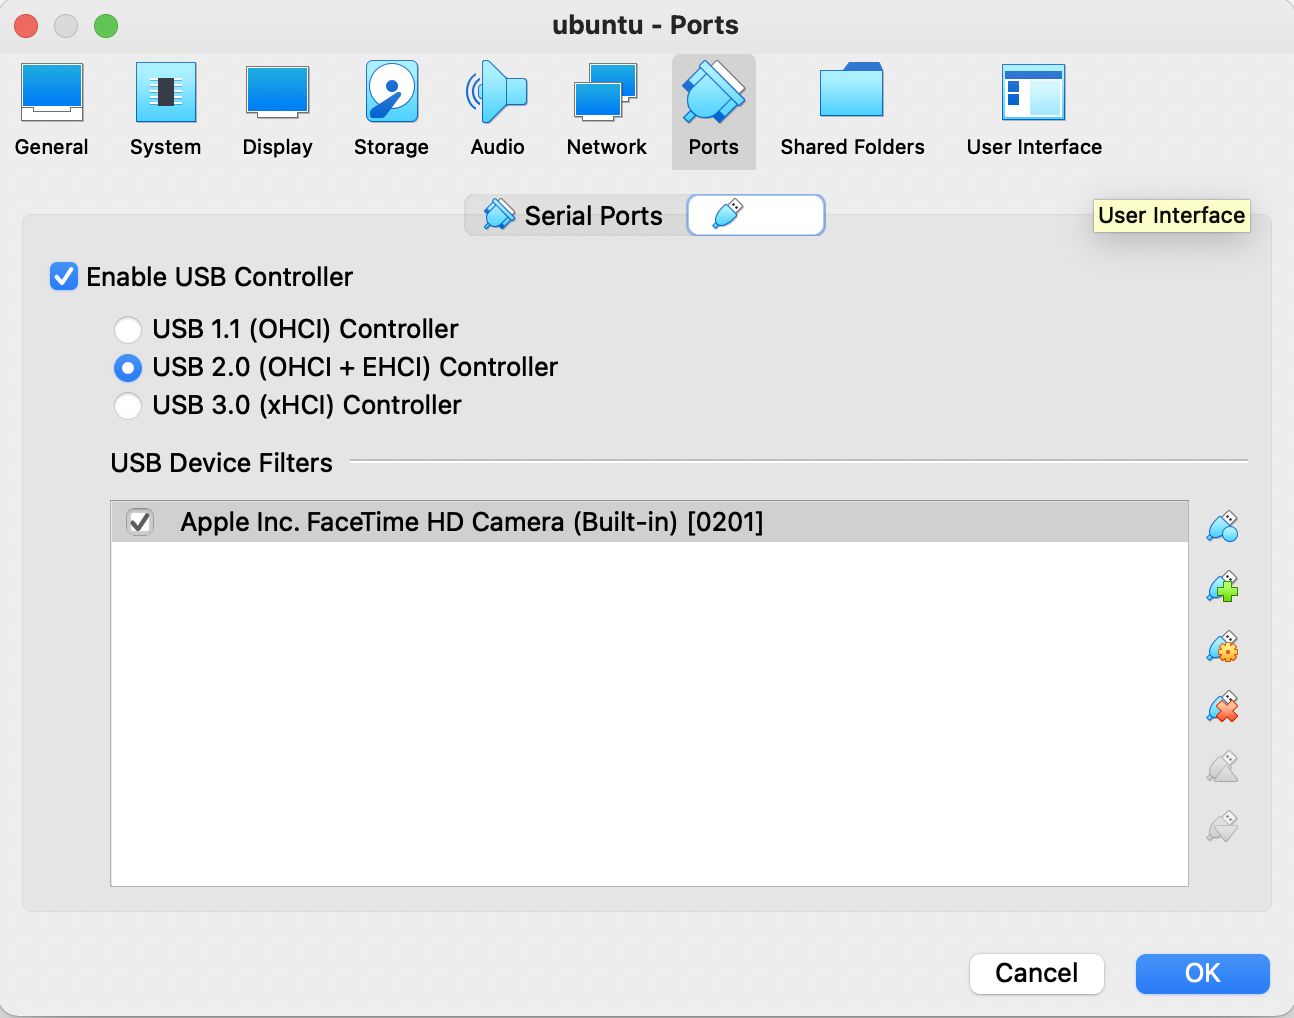 ubuntu - Ports
General
System
Display
Storage
Audio
Network
Ports
Shared Folders
User Interface
Serial Ports
User Interface
Enable USB Controller
USB 1.1 (OHCI) Controller
USB 2.0 (OHCI + EHCI) Controller
USB 3.0 (xHCI) Controller
USB Device Filters
Apple Inc. FaceTime HD Camera (Built-in) [0201]
Cancel
OK